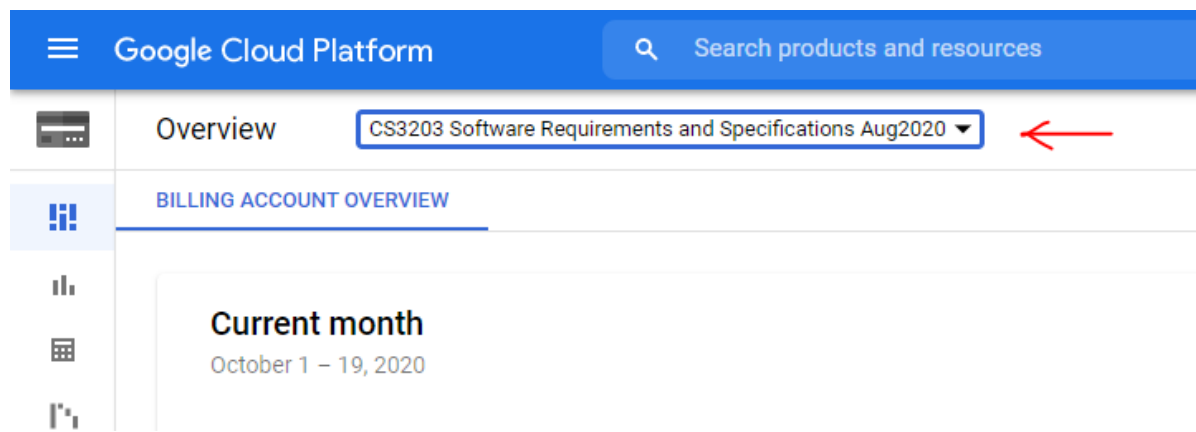 Google Cloud Platform
Search products and resources
Overview
CS3203 Software Requirements and Specifications Aug2020
BILLING ACCOUNT OVERVIEW
Current month
October 1 – 19, 2020